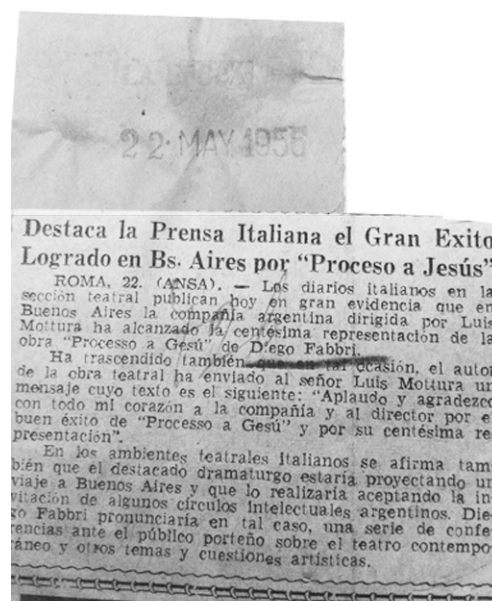 22 MAY 1956
Destaca la Prensa Italiana el Gran Exito
Logrado en Bs. Aires por "Proceso a Jesús"
ROMA, 22. (ANSA). — Los diarios italianos en la
sección teatral publican hoy en gran evidencia que en
Buenos Aires la compañía argentina dirigida por Luis
Mottura ha alcanzado la centésima representación de la
obra "Processo a Gesú" de Diego Fabbri.
Ha trascendido también que en tal ocasión, el autor
de la obra teatral ha enviado al señor Luis Mottura un
mensaje cuyo texto es el siguiente: "Aplaudo y agradezco
con todo mi corazón a la compañía y al director por e
buen éxito de "Processo a Gesú" y por su centésima re
presentación".
En los ambientes teatrales italianos se afirma tam
bién que el destacado dramaturgo estaría proyectando un
viaje a Buenos Aires y que lo realizaría aceptando la in
vitación de algunos círculos intelectuales argentinos. Die
go Fabbri pronunciaría en tal caso, una serie de confe
rencias ante el público porteño sobre el teatro contempo
ráneo y otros temas y cuestiones artísticas.